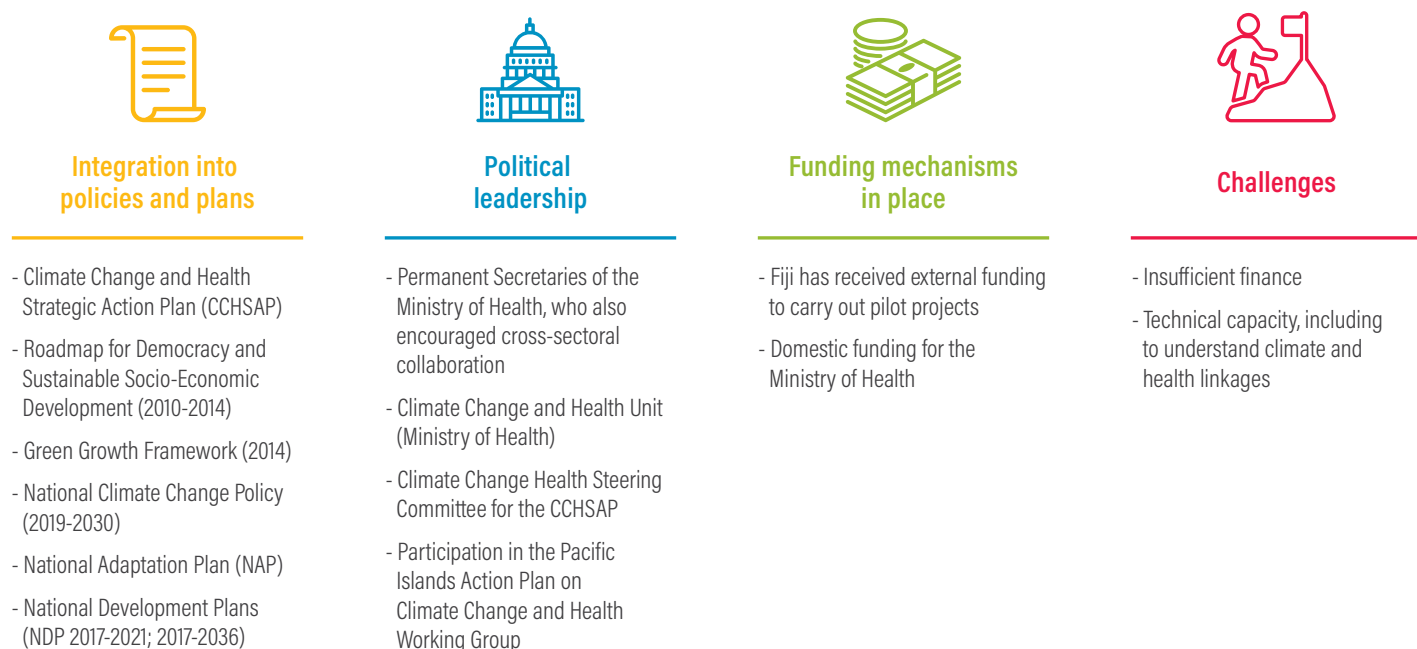 Integration into
policies and plans
- Climate Change and Health
Strategic Action Plan (CCHSAP)
- Roadmap for Democracy and
Sustainable Socio-Economic
Development (2010-2014)
- Green Growth Framework (2014)
- National Climate Change Policy
(2019-2030)
- National Adaptation Plan (NAP)
- National Development Plans
(NDP 2017-2021; 2017-2036)
Political
leadership
- Permanent Secretaries of the
Ministry of Health, who also
encouraged cross-sectoral
collaboration
- Climate Change and Health Unit
(Ministry of Health)
- Climate Change Health Steering
Committee for the CCHSAP
- Participation in the Pacific
Islands Action Plan on
Climate Change and Health
Working Group
Funding mechanisms
in place
- Fiji has received external funding
to carry out pilot projects
- Domestic funding for the
Ministry of Health
Challenges
- Insufficient finance
- Technical capacity, including
to understand climate and
health linkages